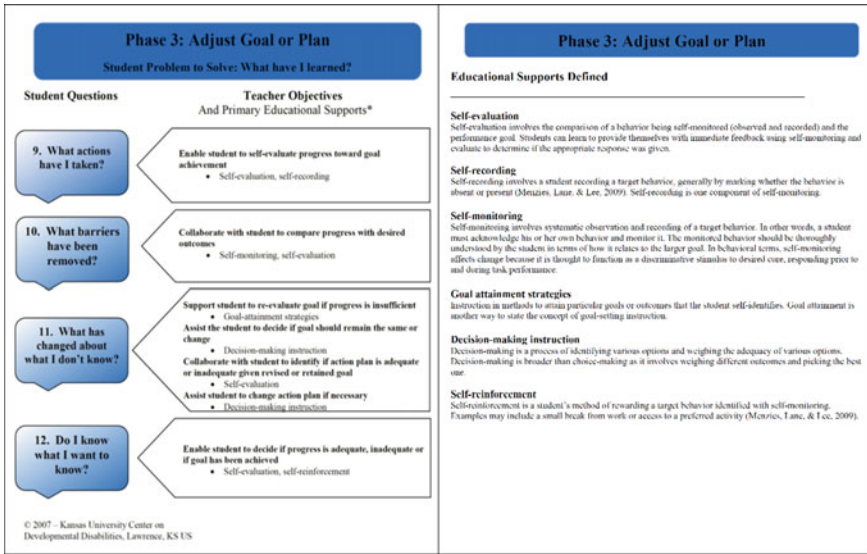 Phase 3: Adjust Goal or Plan
Student Problem to Solve: What have I learned?
Student Questions
Teacher Objectives
And Primary Educational Supports*
9. What actions
have I taken?
Enable student to self-evaluate progress toward goal
achievement
• Self-evaluation, self-recording
10. What barriers
have been
removed?
Collaborate with student to compare progress with desired
outcomes
• Self-monitoring, self-evaluation
11. What has
changed about
what I don't know?
Support student to re-evaluate goal if progress is insufficient
• Goal-attainment strategies
Assist the student to decide if goal should remain the same or
change
• Decision-making instruction
Collaborate with student to identify if action plan is adequate
or inadequate given revised or retained goal
• Self-evaluation
Assist student to change action plan if necessary
• Decision-making instruction
12. Do I know
what I want to
know?
Enable student to decide if progress is adequate, inadequate or
if goal has been achieved
• Self-evaluation, self-reinforcement
© 2007 – Kansas University Center on
Developmental Disabilities, Lawrence, KS US
Phase 3: Adjust Goal or Plan
Educational Supports Defined
Self-evaluation
Self-evaluation involves the comparison of a behavior being self-monitored (observed and recorded) and the
performance goal. Students can learn to provide themselves with immediate feedback using self-monitoring and
evaluate to determine if the appropriate response was given.
Self-recording
Self-recording involves a student recording a target behavior, generally by marking whether the behavior is
absent or present (Menzies, Lane, & Lee, 2009). Self-recording is one component of self-monitoring.
Self-monitoring
Self-monitoring involves systematic observation and recording of a target behavior. In other words, a student
must acknowledge his or her own behavior and monitor it. The monitored behavior should be thoroughly
understood by the student in terms of how it relates to the larger goal. In behavioral terms, self-monitoring
affects change because it is thought to function as a discriminative stimulus to desired cure, responding prior to
and during task performance.
Goal attainment strategies
Instruction in methods to attain particular goals or outcomes that the student self-identifies. Goal attainment is
another way to state the concept of goal-setting instruction.
Decision-making instruction
Decision-making is a process of identifying various options and weighing the adequacy of various options.
Decision-making is broader than choice-making as it involves weighing different outcomes and picking the best
one.
Self-reinforcement
Self-reinforcement is a student's method of rewarding a target behavior identified with self-monitoring.
Examples may include a small break from work or access to a preferred activity (Menzies, Lane, & Lee, 2009).